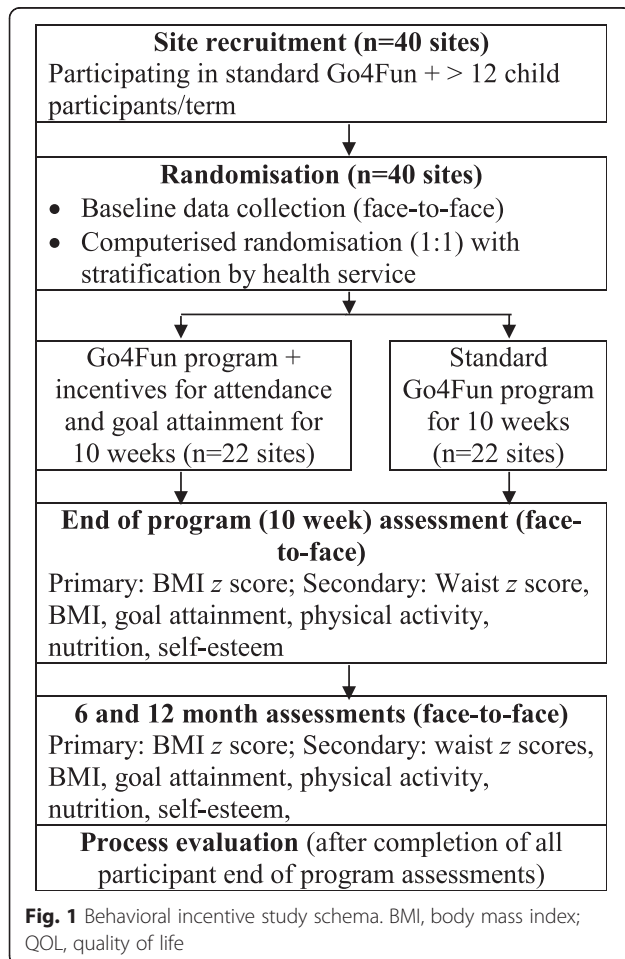 Site recruitment (n=40 sites)
Participating in standard Go4Fun + > 12 child
participants/term
Randomisation (n=40 sites)
• Baseline data collection (face-to-face)
• Computerised randomisation (1:1) with
stratification by health service
Go4Fun program +
incentives for attendance
and goal attainment for
10 weeks (n=22 sites)
Standard
Go4Fun program
for 10 weeks
(n=22 sites)
End of program (10 week) assessment (face-
to-face)
Primary: BMI z score; Secondary: Waist z score,
BMI, goal attainment, physical activity,
nutrition, self-esteem
6 and 12 month assessments (face-to-face)
Primary: BMI z score; Secondary: waist z scores,
BMI, goal attainment, physical activity,
nutrition, self-esteem,
Process evaluation (after completion of all
participant end of program assessments)
Fig. 1 Behavioral incentive study schema. BMI, body mass index;
QOL, quality of life